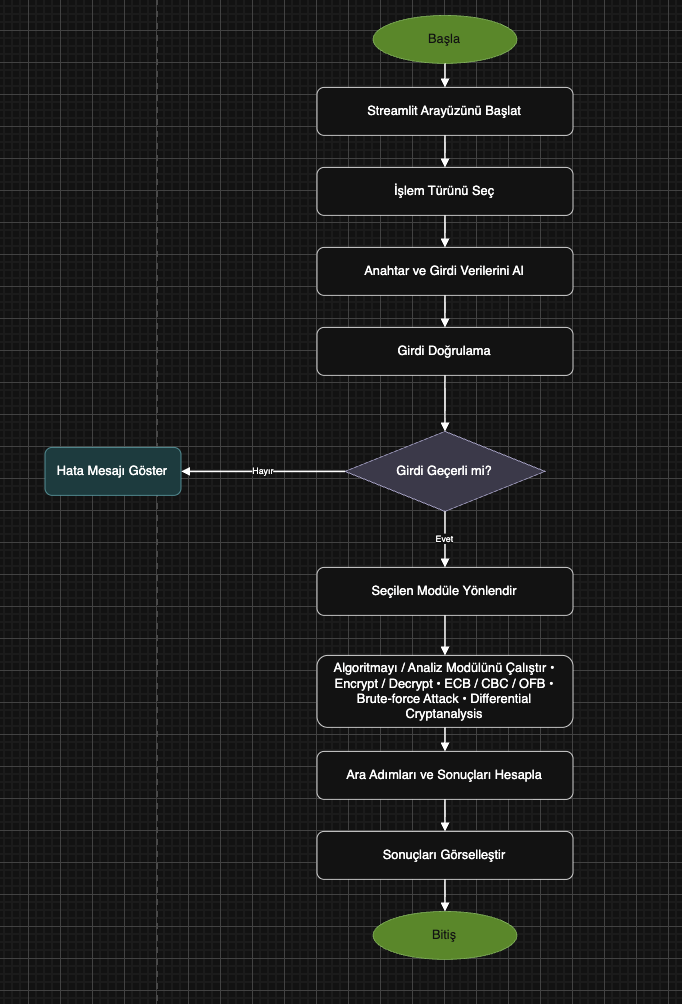 Başla
Streamlit Arayüzünü Başlat
İşlem Türünü Seç
Anahtar ve Girdi Verilerini Al
Girdi Doğrulama
Girdi Geçerli mi?
Hayır
Hata Mesajı Göster
Evet
Seçilen Modüle Yönlendir
Algoritmayı / Analiz Modülünü Çalıştır •
Encrypt / Decrypt • ECB / CBC / OFB •
Brute-force Attack • Differential
Cryptanalysis
Ara Adımları ve Sonuçları Hesapla
Sonuçları Görselleştir
Bitiş